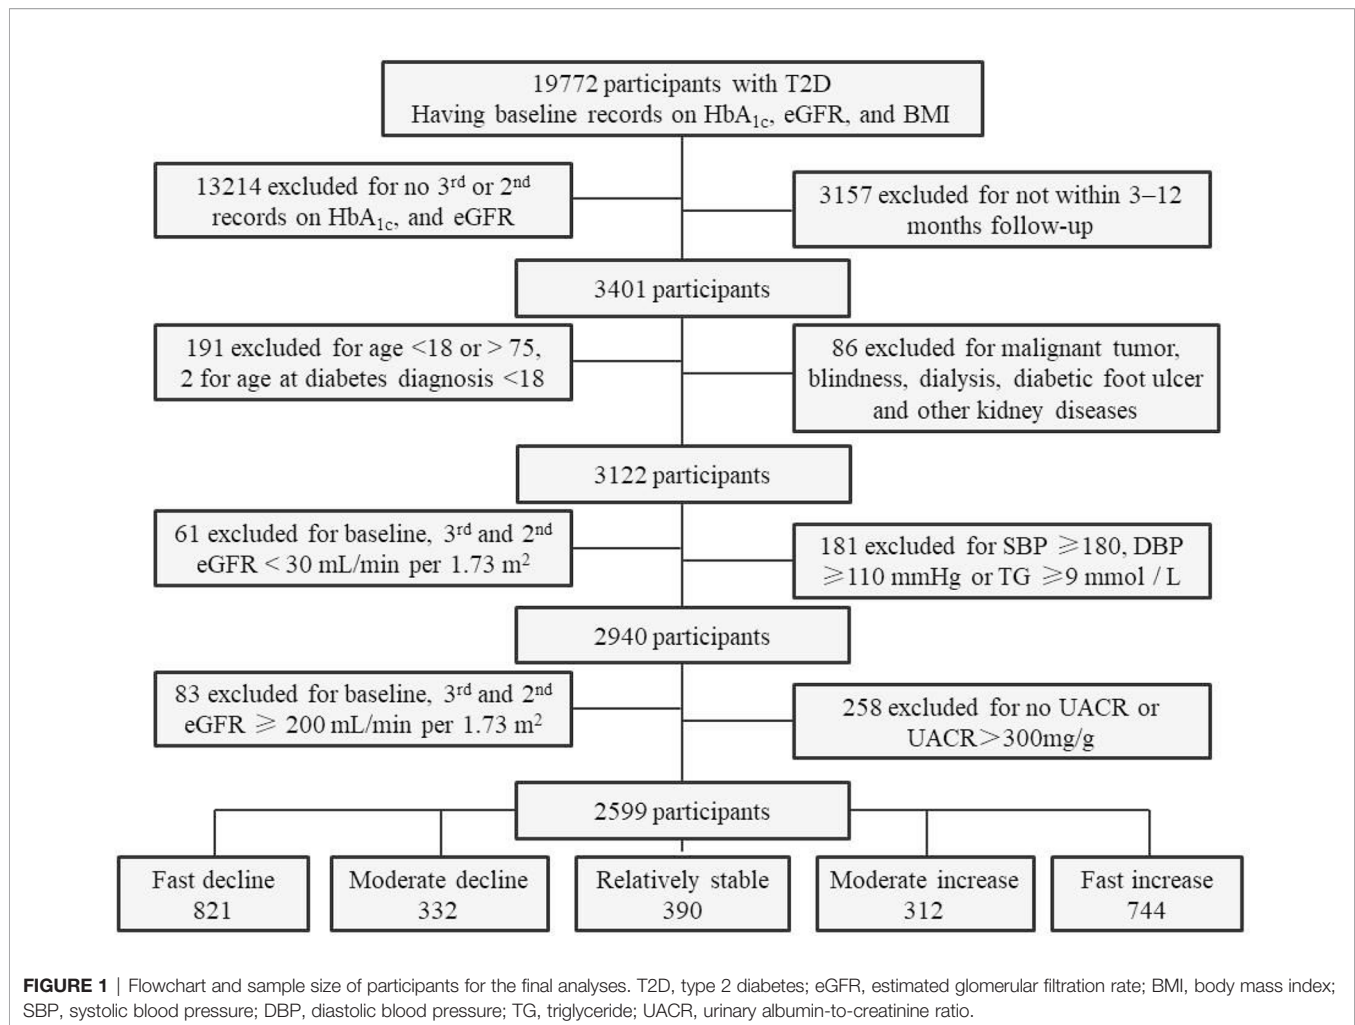 19772 participants with T2D
Having baseline records on HbA1c, eGFR, and BMI
13214 excluded for no 3rd or 2nd
records on HbA1c, and eGFR
3157 excluded for not within 3–12
months follow-up
3401 participants
191 excluded for age <18 or > 75,
2 for age at diabetes diagnosis <18
86 excluded for malignant tumor,
blindness, dialysis, diabetic foot ulcer
and other kidney diseases
3122 participants
61 excluded for baseline, 3rd and 2nd
eGFR < 30 mL/min per 1.73 m2
181 excluded for SBP ≥180, DBP
≥110 mmHg or TG ≥9 mmol / L
2940 participants
83 excluded for baseline, 3rd and 2nd
eGFR ≥ 200 mL/min per 1.73 m2
258 excluded for no UACR or
UACR>300mg/g
2599 participants
Fast decline
821
Moderate decline
332
Relatively stable
390
Moderate increase
312
Fast increase
744
FIGURE 1 | Flowchart and sample size of participants for the final analyses. T2D, type 2 diabetes; eGFR, estimated glomerular filtration rate; BMI, body mass index;
SBP, systolic blood pressure; DBP, diastolic blood pressure; TG, triglyceride; UACR, urinary albumin-to-creatinine ratio.